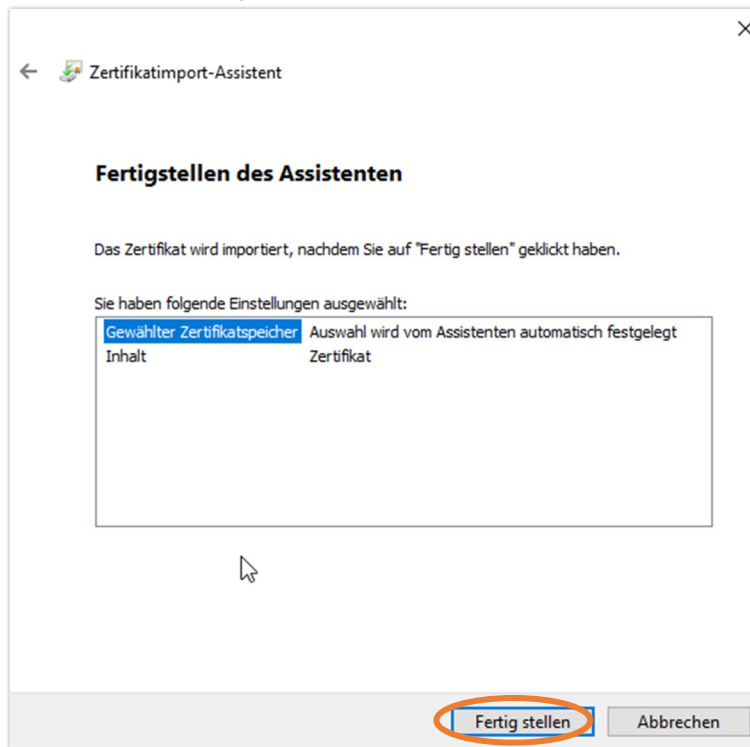 Zertifikatimport-Assistent
Fertigstellen des Assistenten
Das Zertifikat wird importiert, nachdem Sie auf "Fertig stellen" geklickt haben.
Sie haben folgende Einstellungen ausgewählt:
Gewählter Zertifikatspeicher Auswahl wird vom Assistenten automatisch festgelegt
Inhalt Zertifikat
Fertig stellen Abbrechen